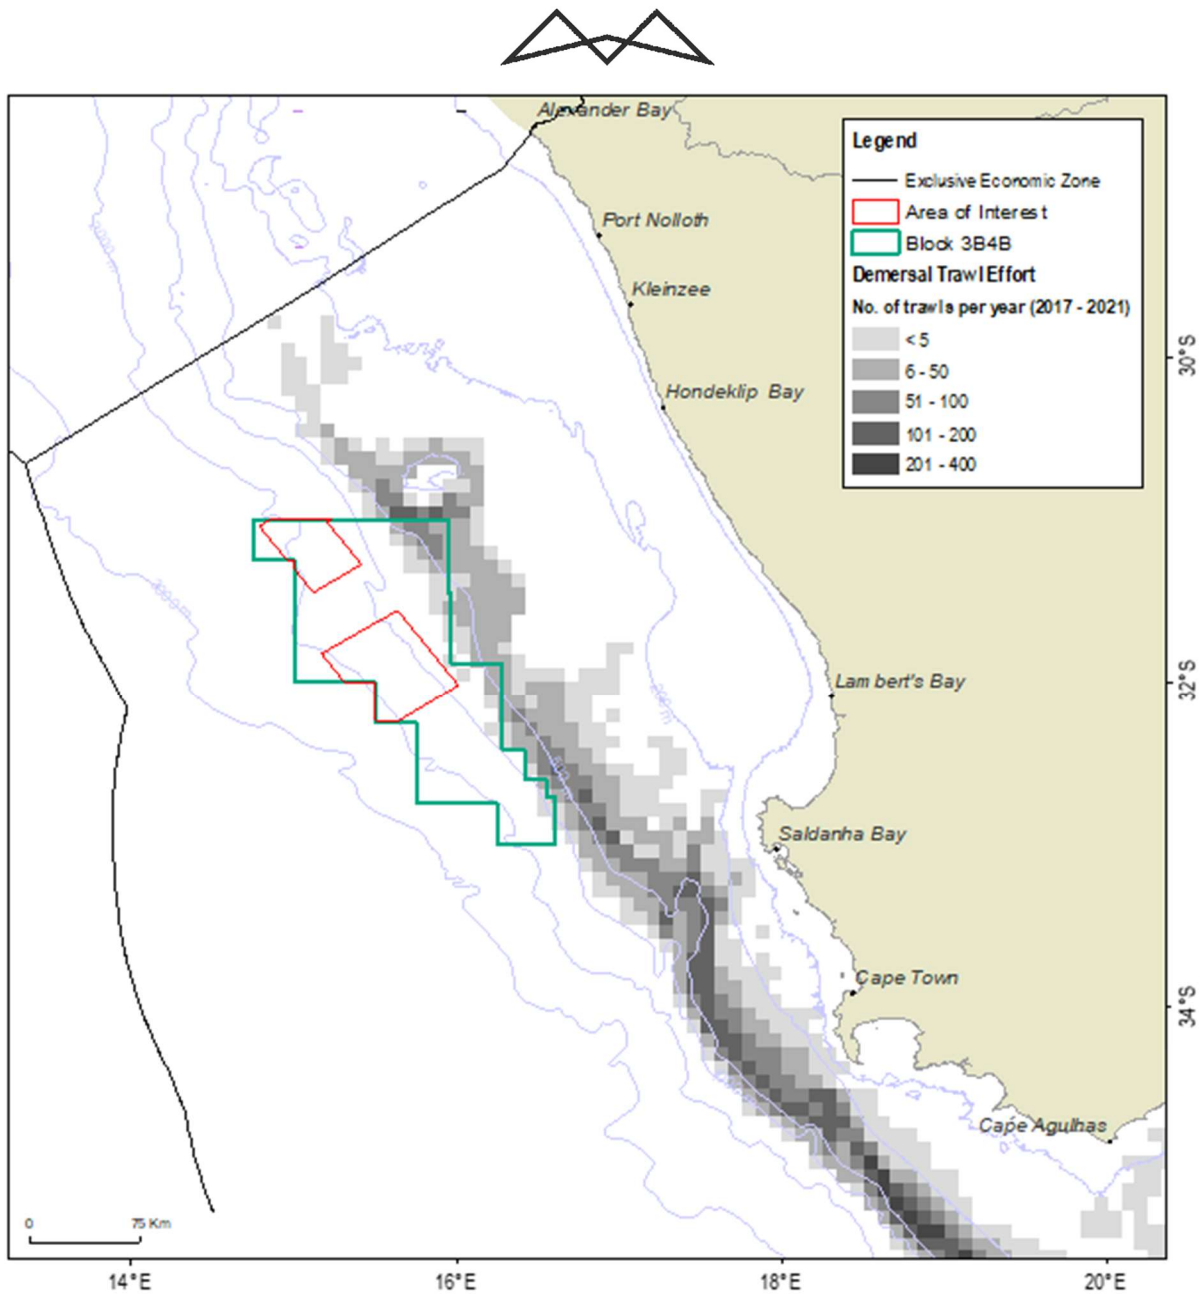 Alexander Bay
Legend
Exclusive Economic Zone
Area of Interest
Block 3B4B
Demersal Trawl Effort
No. of trawls per year (2017 - 2021)
< 5
6 - 50
51 - 100
101 - 200
201 - 400
Port Nolloth
Kleinzee
Hondeklip Bay
Lambert's Bay
Saldanha Bay
Cape Town
Cape Agulhas
30°S
32°S
34°S
0 75 Km
14°E 16°E 18°E 20°E